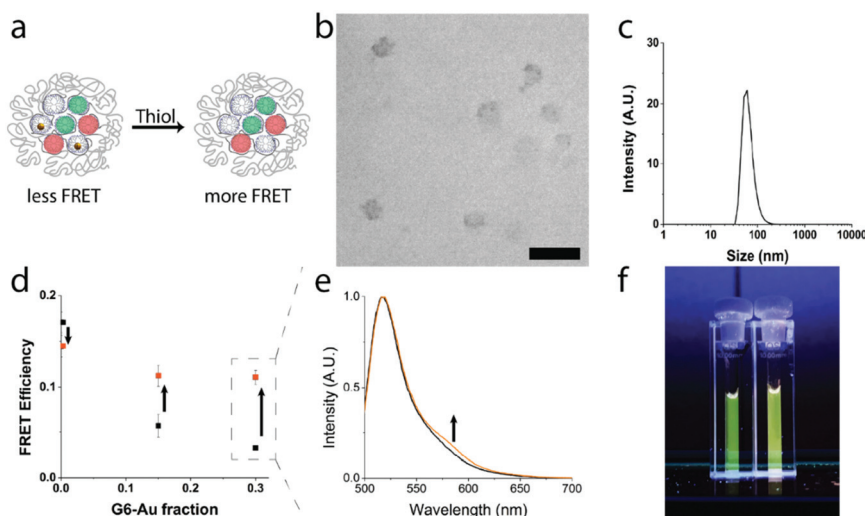 a
Thiol
less FRET
more FRET
b
c
Intensity (A.U.)
30
20
10
0
1
10
100
1000
10000
Size (nm)
d
FRET Efficiency
0.2
0.1
0.0
0.0
0.1
0.2
0.3
G6-Au fraction
e
Intensity (A.U.)
1.0
0.5
0.0
500
550
600
650
700
Wavelength (nm)
f